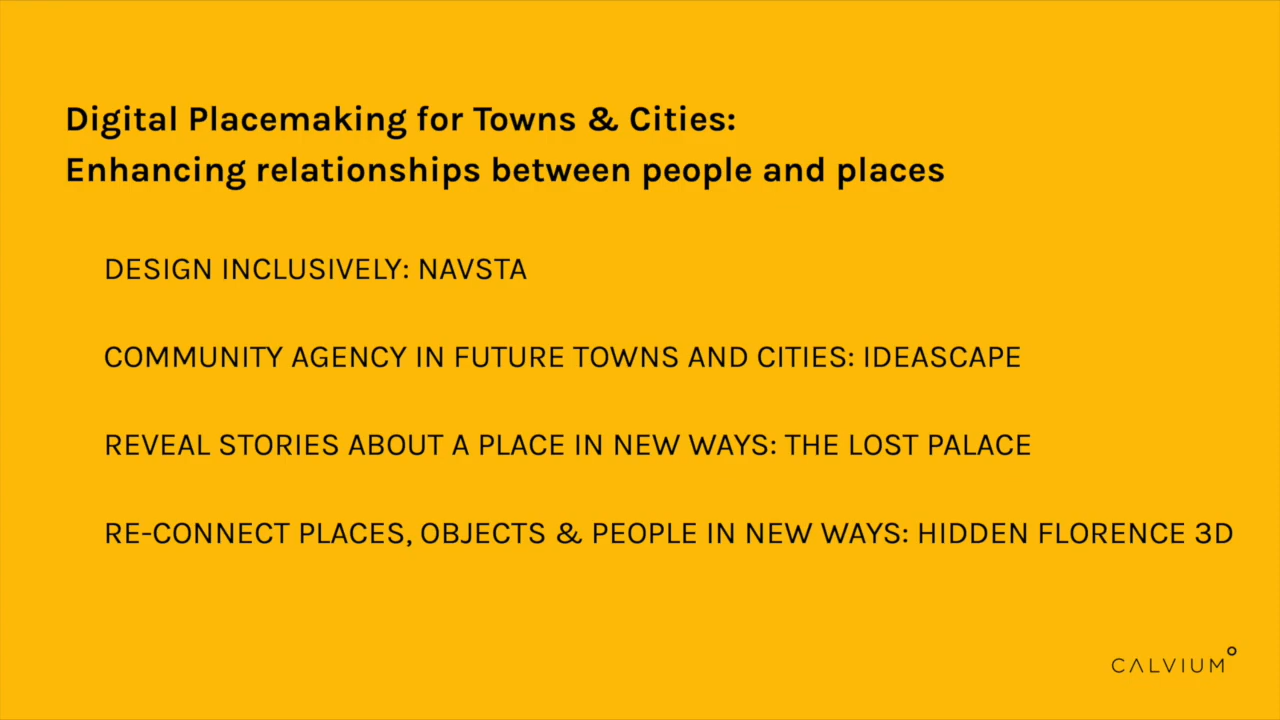 Digital Placemaking for Towns & Cities:
Enhancing relationships between people and places
DESIGN INCLUSIVELY: NAVSTA
COMMUNITY AGENCY IN FUTURE TOWNS AND CITIES: IDEASCAPE
REVEAL STORIES ABOUT A PLACE IN NEW WAYS: THE LOST PALACE
RE-CONNECT PLACES, OBJECTS & PEOPLE IN NEW WAYS: HIDDEN FLORENCE 3D
CALVIUM